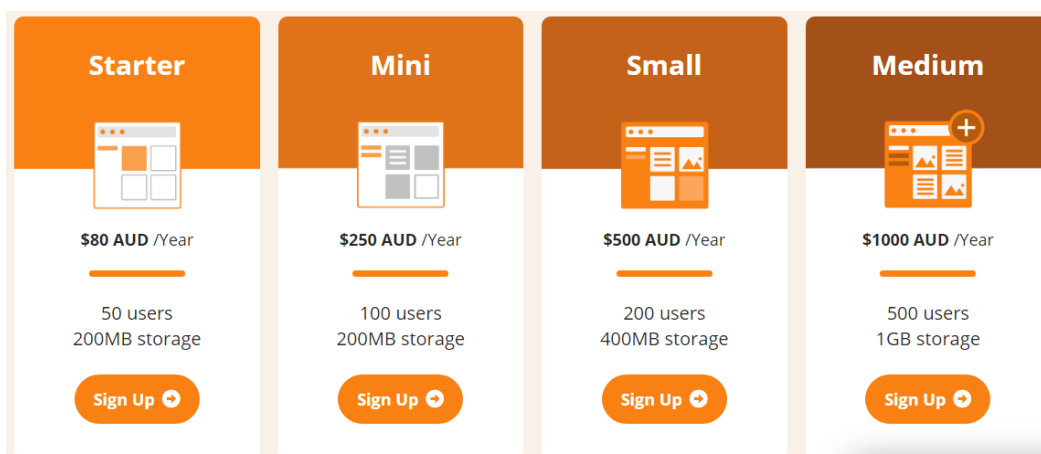 Starter
$80 AUD /Year
50 users
200MB storage
Sign Up
Mini
$250 AUD /Year
100 users
200MB storage
Sign Up
Small
$500 AUD /Year
200 users
400MB storage
Sign Up
Medium
$1000 AUD /Year
500 users
1GB storage
Sign Up